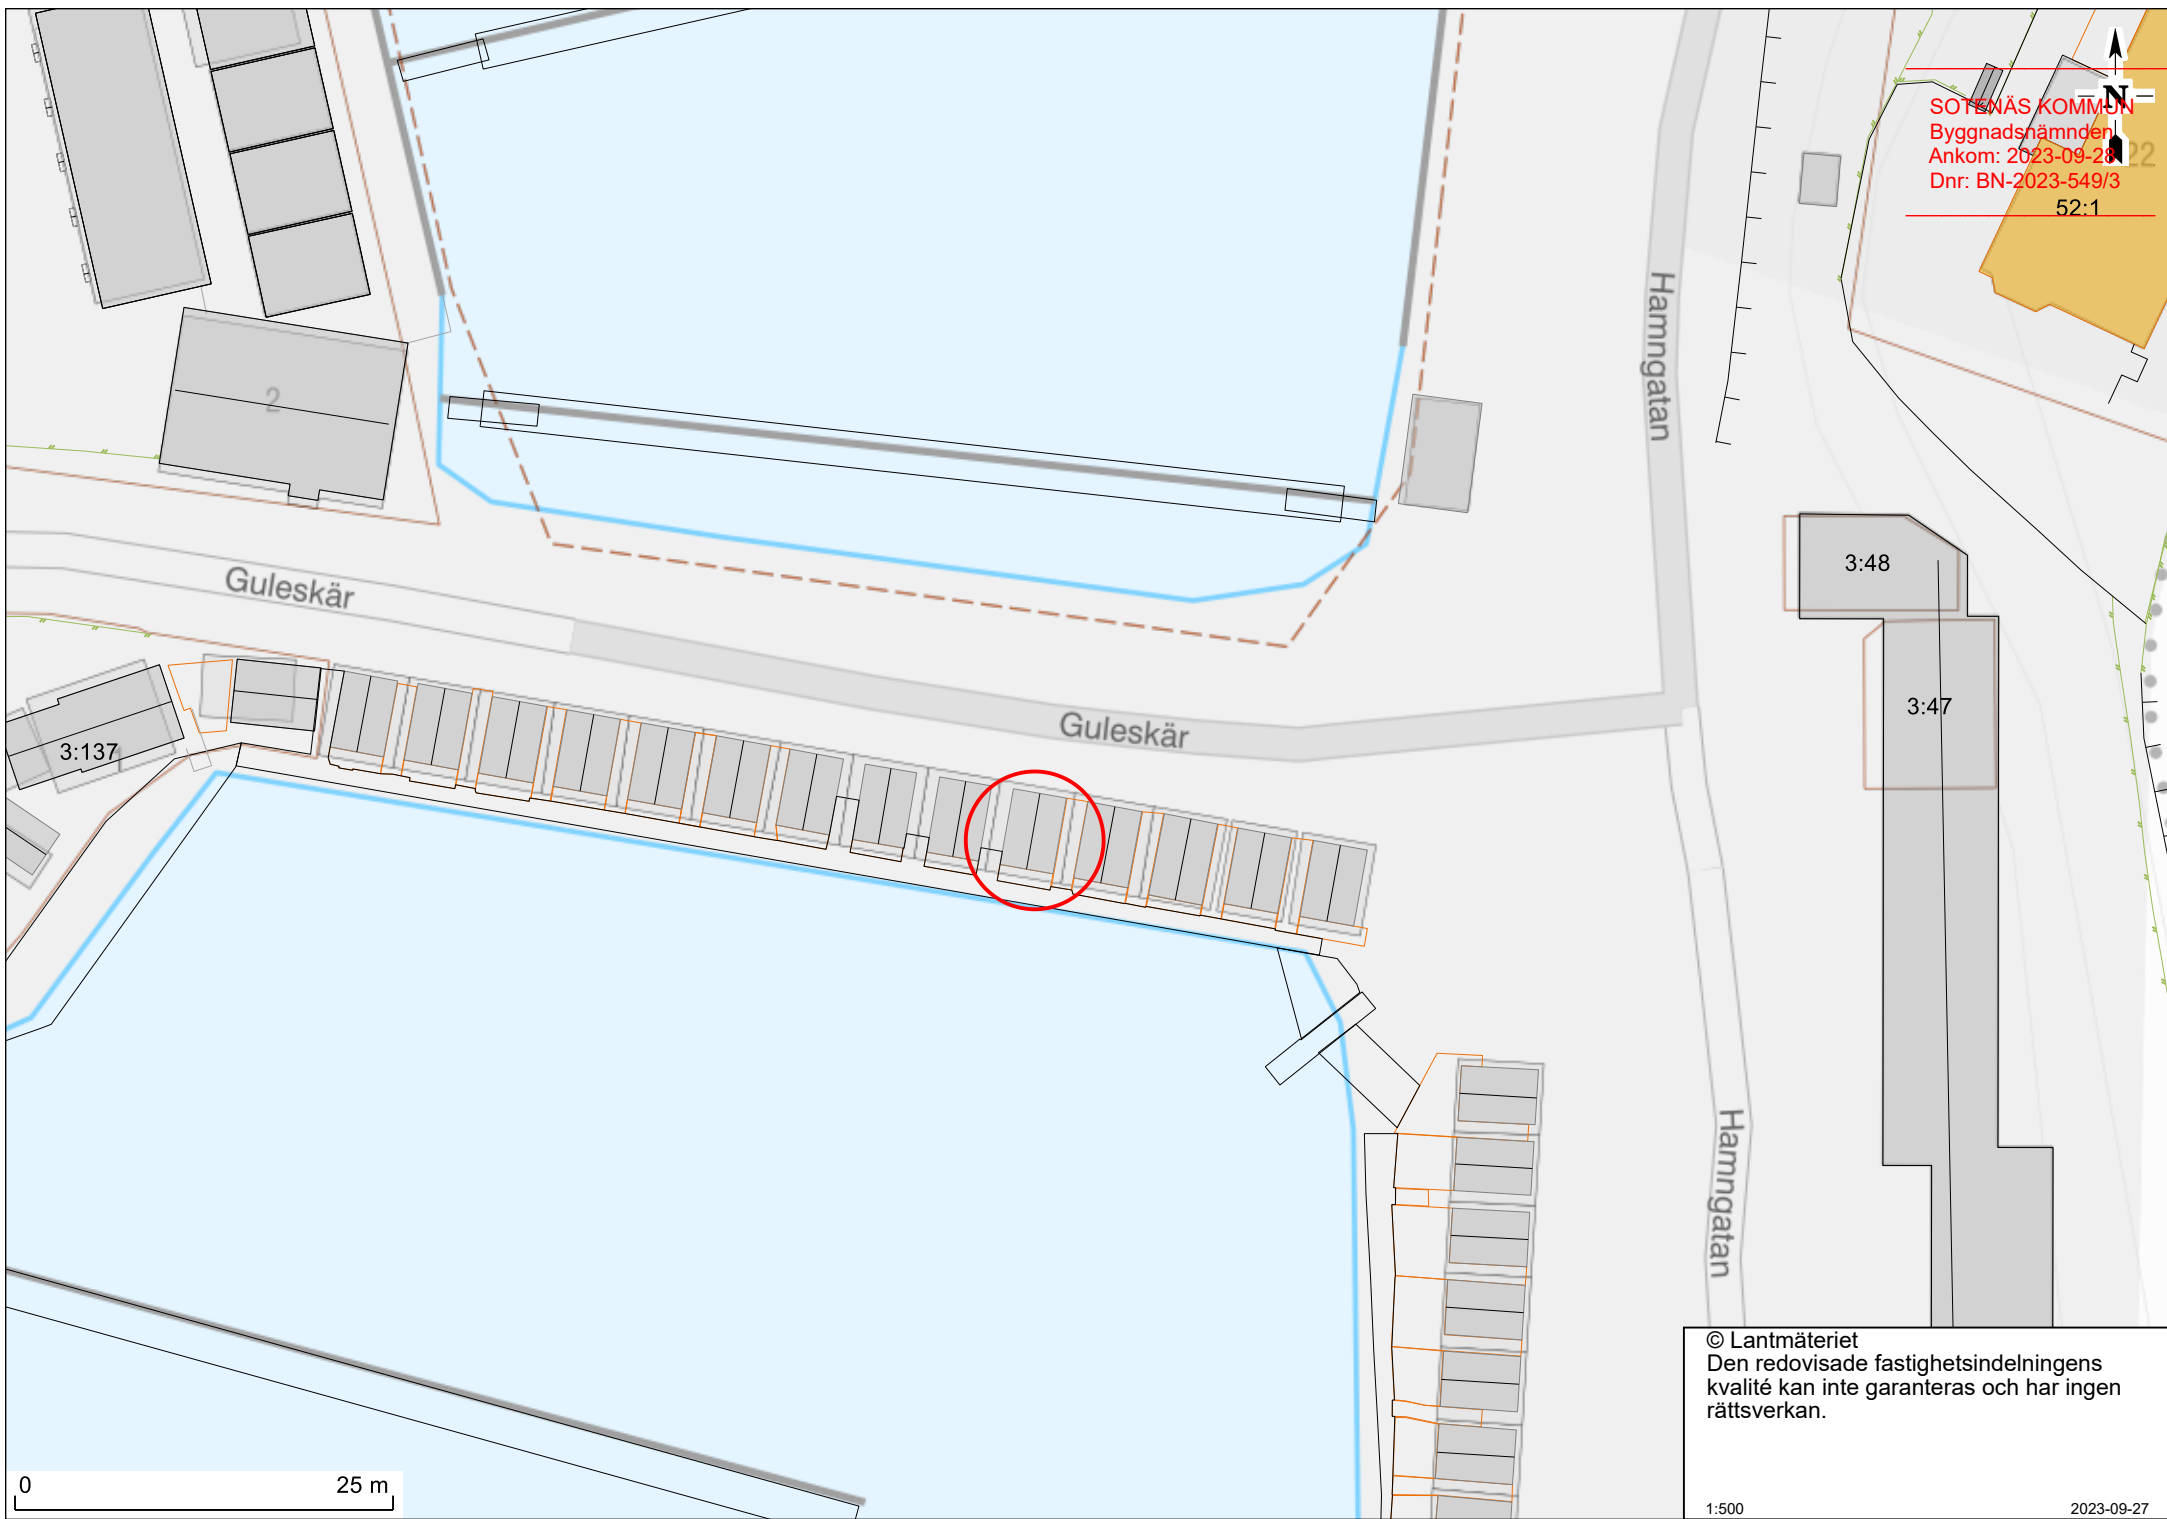 N
SOTENÄS KOMMUN
Byggnadsnämnden
Ankom: 2023-09-28
Dnr: BN-2023-549/3
22
52:1
Hamngatan
2
3:48
Guleskär
3:47
Guleskär
3:137
1
Hamngatan
© Lantmäteriet
Den redovisade fastighetsindelningens
kvalité kan inte garanteras och har ingen
rättsverkan.
0 25 m
1:500 2023-09-27